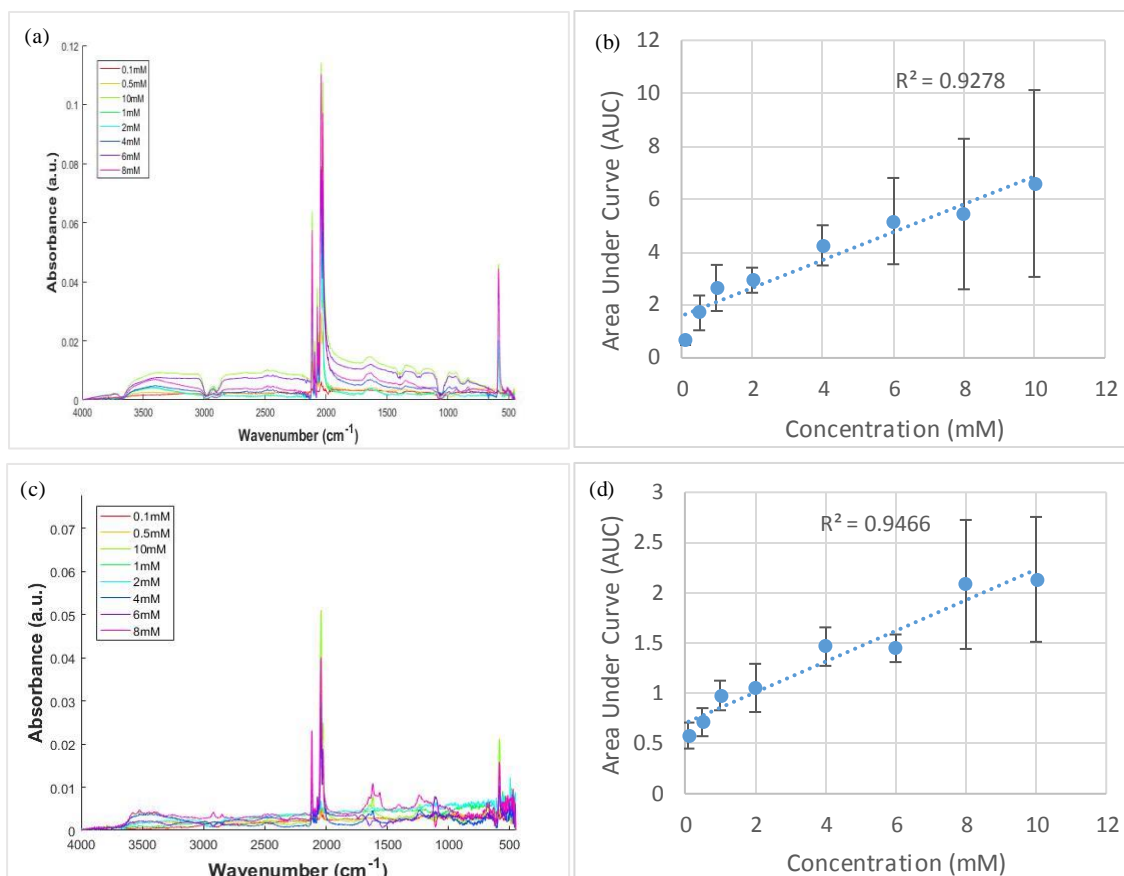 (a)
0.12
0.1
0.08
0.06
0.04
0.02
0
Absorbance (a.u.)
0.1mM
0.5mM
10mM
1mM
2mM
4mM
6mM
8mM
4000 3500 3000 2500 2000 1500 1000 500
Wavenumber (cm⁻¹)
(b)
12
10
8
6
4
2
0
Area Under Curve (AUC)
R² = 0.9278
0 2 4 6 8 10 12
Concentration (mM)
(c)
0.07
0.06
0.05
0.04
0.03
0.02
0.01
0
Absorbance (a.u.)
0.1mM
0.5mM
10mM
1mM
2mM
4mM
6mM
8mM
4000 3500 3000 2500 2000 1500 1000 500
Wavenumber (cm⁻¹)
(d)
3
2.5
2
1.5
1
0.5
0
Area Under Curve (AUC)
R² = 0.9466
0 2 4 6 8 10 12
Concentration (mM)